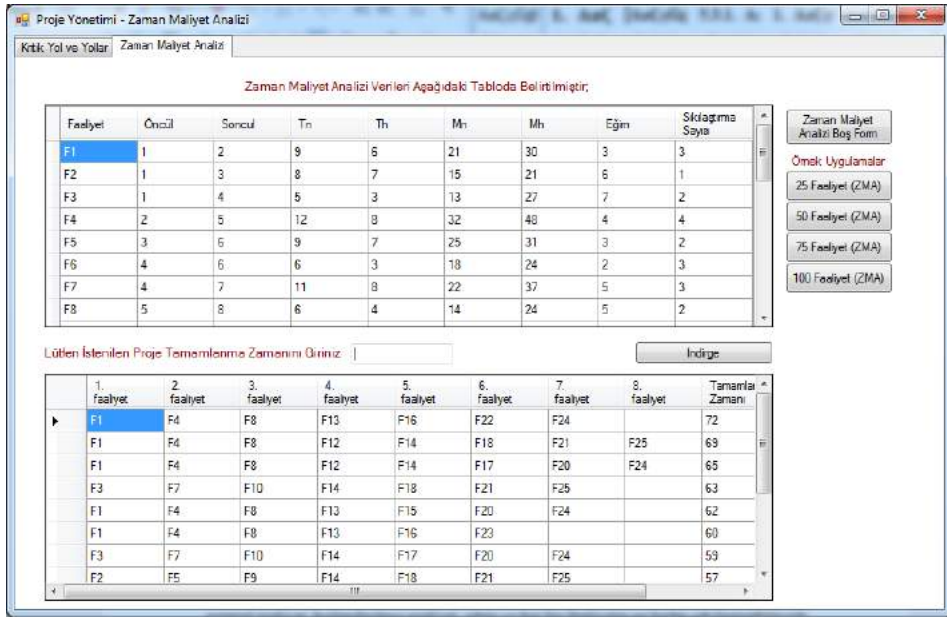 Proje Yönetimi - Zaman Maliyet Analizi
Kritik Yol ve Yollar Zaman Maliyet Analizi
Zaman Maliyet Analizi Verileri Aşağıdaki Tabloda Belirtilmiştir;
Faaliyet Öncül Soncul Tn Th Mn Mh Eğim Sıkılaştırma Sayısı
F1 1 2 9 6 21 30 3 3
F2 1 3 8 7 15 21 6 1
F3 1 4 5 3 13 27 7 2
F4 2 5 12 8 32 48 4 4
F5 3 6 9 7 25 31 3 2
F6 4 6 6 3 18 24 2 3
F7 4 7 11 8 22 37 5 3
F8 5 8 6 4 14 24 5 2
Zaman Maliyet
Analizi Boş Form
Örnek Uygulamalar
25 Faaliyet (ZMA)
50 Faaliyet (ZMA)
75 Faaliyet (ZMA)
100 Faaliyet (ZMA)
Lütfen İstenilen Proje Tamamlanma Zamanını Giriniz :
İndirge
1. faaliyet 2. faaliyet 3. faaliyet 4. faaliyet 5. faaliyet 6. faaliyet 7. faaliyet 8. faaliyet Tamamlar Zamanı
F1 F4 F8 F13 F16 F22 F24 72
F1 F4 F8 F12 F14 F18 F21 F25 69
F1 F4 F8 F12 F14 F17 F20 F24 65
F3 F7 F10 F14 F18 F21 F25 63
F1 F4 F8 F13 F15 F20 F24 62
F1 F4 F8 F13 F16 F23 60
F3 F7 F10 F14 F17 F20 F24 59
F2 F5 F9 F14 F18 F21 F25 57